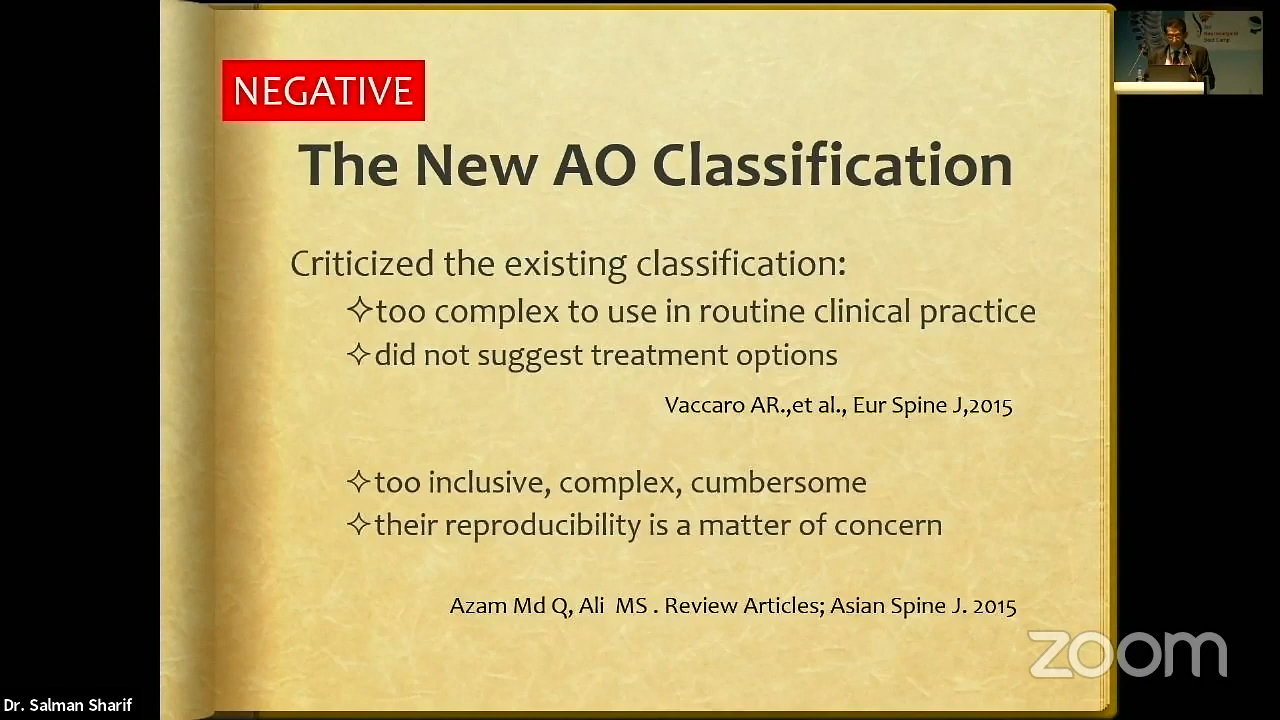 NEGATIVE
The New AO Classification
Criticized the existing classification:
✧too complex to use in routine clinical practice
✧did not suggest treatment options
Vaccaro AR.,et al., Eur Spine J,2015
✧too inclusive, complex, cumbersome
✧their reproducibility is a matter of concern
Azam Md Q, Ali MS . Review Articles; Asian Spine J. 2015
zoom
Dr. Salman Sharif